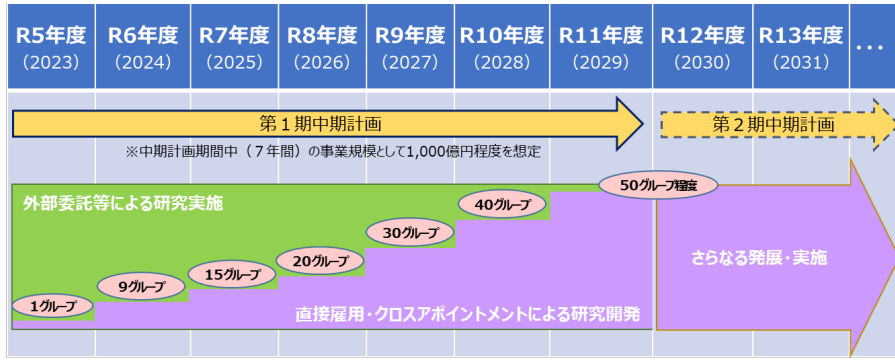 R5年度 R6年度 R7年度 R8年度 R9年度 R10年度 R11年度 R12年度 R13年度 ...
(2023) (2024) (2025) (2026) (2027) (2028) (2029) (2030) (2031)
第1期中期計画
第2期中期計画
※中期計画期間中（7年間）の事業規模として1,000億円程度を想定
外部委託等による研究実施
50グループ程度
40グループ
30グループ
20グループ
15グループ
9グループ
1グループ
さらなる発展・実施
直接雇用・クロスアポイントメントによる研究開発